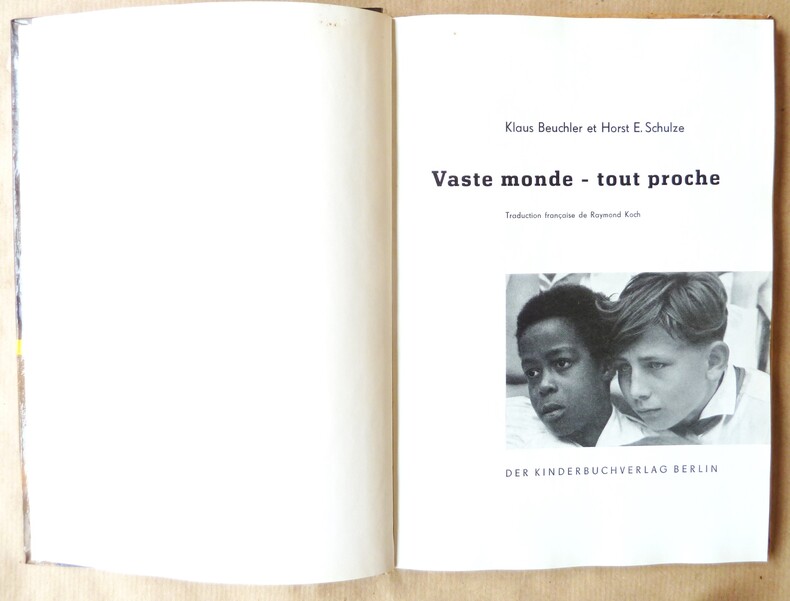 Klaus Beuchler et Horst E. Schulze
Vaste monde - tout proche
Traduction française de Raymond Koch
DER KINDERBUCHVERLAG BERLIN